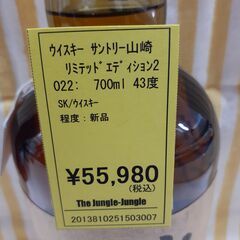 ウイスキー サントリー山崎
リミテッドエディション2
022: 700ml 43度
SK/ウイスキー
程度：新品
¥55,980
(税込)
The Jungle-Jungle
2013810251503007